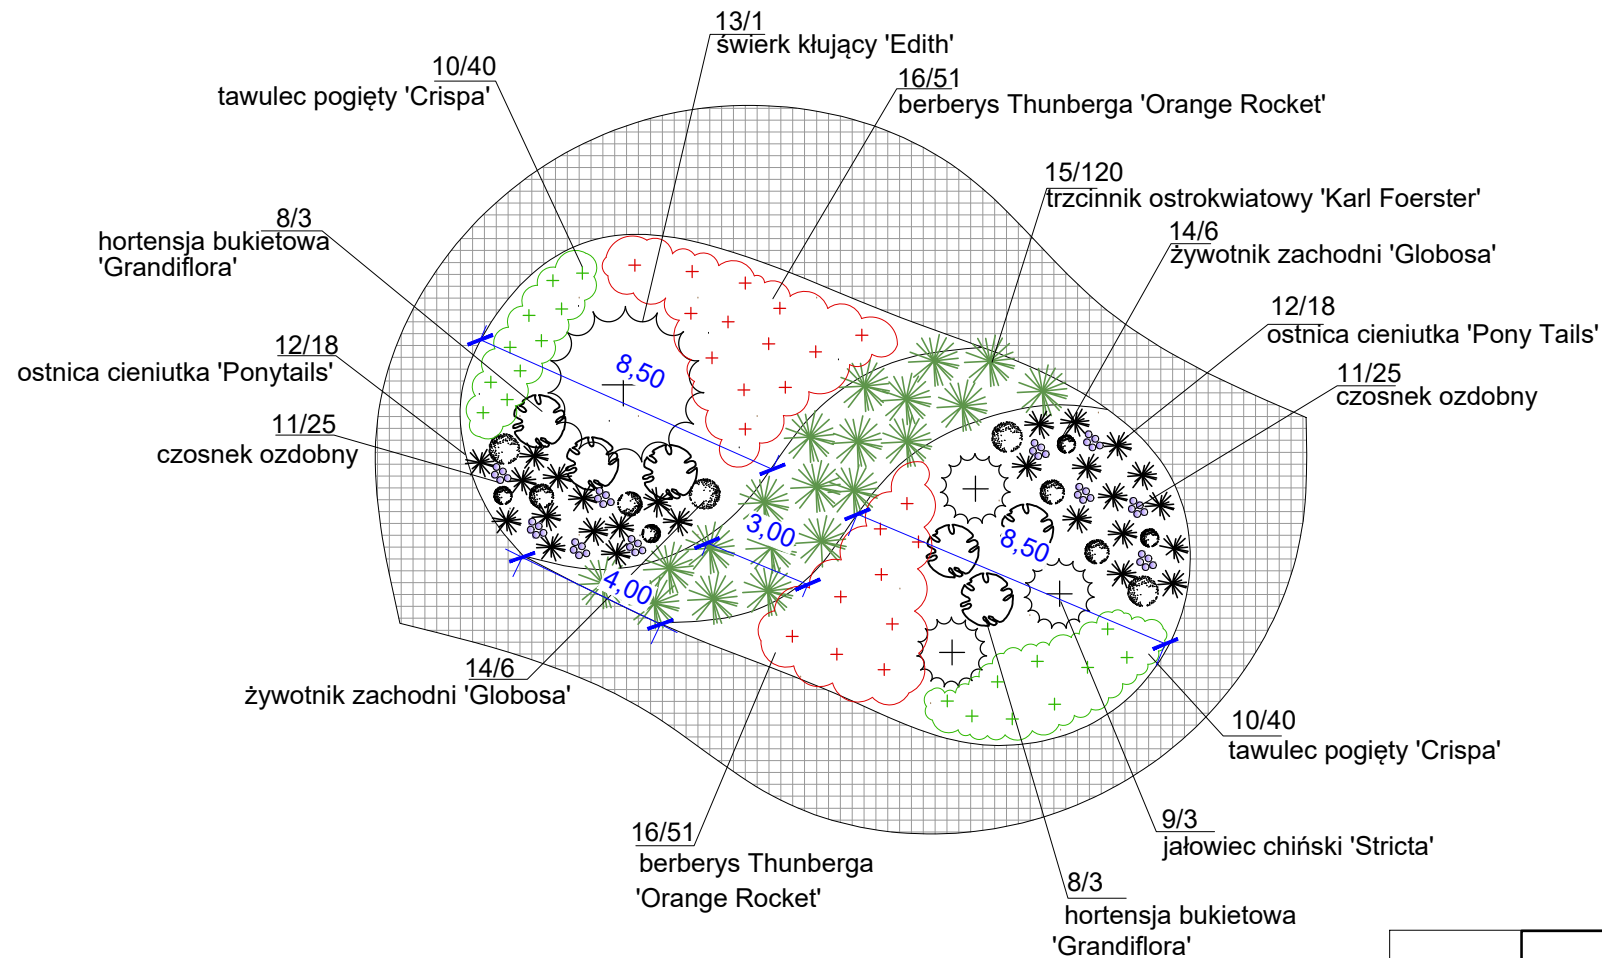 13/1
świerk kłujący 'Edith'
10/40
tawulec pogięty 'Crispa'
16/51
berberys Thunberga 'Orange Rocket'
15/120
trzcinnik ostrokwiatowy 'Karl Foerster'
8/3
hortensja bukietowa
'Grandiflora'
14/6
żywotnik zachodni 'Globosa'
12/18
ostnica cieniutka 'Pony Tails'
12/18
ostnica cieniutka 'Ponytails'
11/25
czosnek ozdobny
11/25
czosnek ozdobny
8,50
3,00
8,50
4,00
14/6
żywotnik zachodni 'Globosa'
10/40
tawulec pogięty 'Crispa'
16/51
berberys Thunberga
'Orange Rocket'
9/3
jałowiec chiński 'Stricta'
8/3
hortensja bukietowa
'Grandiflora'